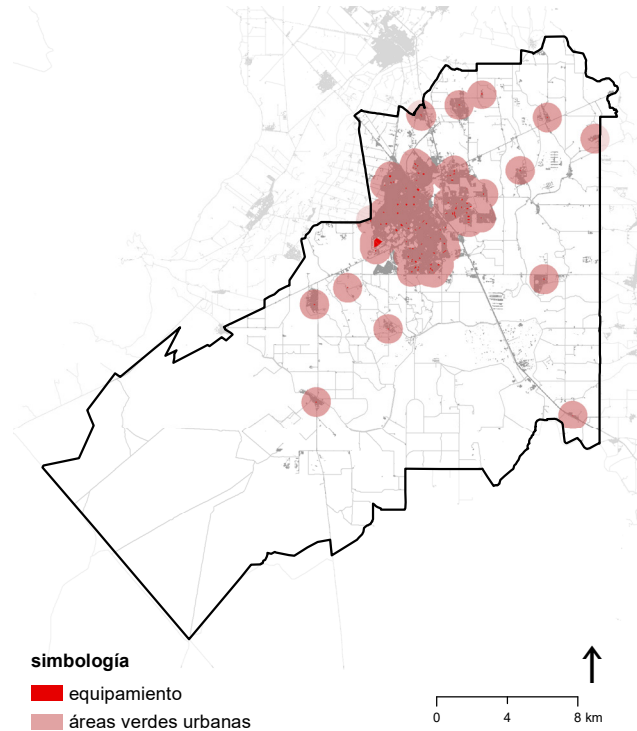 simbología
equipamiento
áreas verdes urbanas
0 4 8 km